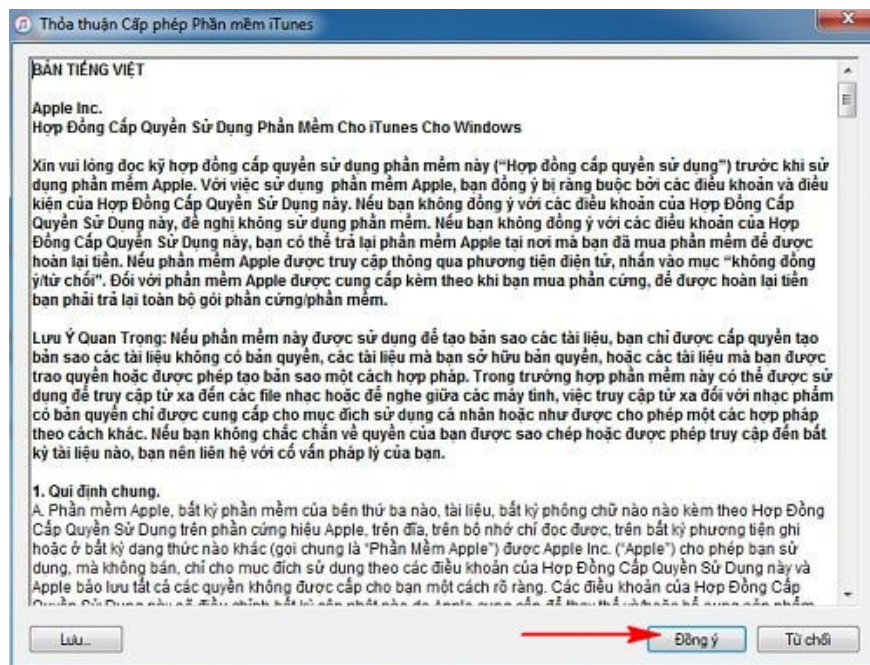 Thỏa thuận Cấp phép Phần mềm iTunes
BẢN TIẾNG VIỆT
Apple Inc.
Hợp Đồng Cấp Quyền Sử Dụng Phần Mềm Cho iTunes Cho Windows
Xin vui lòng đọc kỹ hợp đồng cấp quyền sử dụng phần mềm này (“Hợp đồng cấp quyền sử dụng”) trước khi sử
dụng phần mềm Apple. Với việc sử dụng phần mềm Apple, bạn đồng ý bị ràng buộc bởi các điều khoản và điều
kiện của Hợp Đồng Cấp Quyền Sử Dụng này. Nếu bạn không đồng ý với các điều khoản của Hợp Đồng Cấp
Quyền Sử Dụng này, đề nghị không sử dụng phần mềm. Nếu bạn không đồng ý với các điều khoản của Hợp
Đồng Cấp Quyền Sử Dụng này, bạn có thể trả lại phần mềm Apple tại nơi mà bạn đã mua phần mềm để được
hoàn lại tiền. Nếu phần mềm Apple được truy cập thông qua phương tiện điện tử, nhấn vào mục “không đồng
ý/từ chối”. Đối với phần mềm Apple được cung cấp kèm theo khi bạn mua phần cứng, để được hoàn lại tiền
bạn phải trả lại toàn bộ gói phần cứng/phần mềm.
Lưu Ý Quan Trọng: Nếu phần mềm này được sử dụng để tạo bản sao các tài liệu, bạn chỉ được cấp quyền tạo
bản sao các tài liệu không có bản quyền, các tài liệu mà bạn sở hữu bản quyền, hoặc các tài liệu mà bạn được
trao quyền hoặc được phép tạo bản sao một cách hợp pháp. Trong trường hợp phần mềm này có thể được sử
dụng để truy cập từ xa đến các file nhạc hoặc để nghe giữa các máy tính, việc truy cập từ xa đối với nhạc phẩm
có bản quyền chỉ được cung cấp cho mục đích sử dụng cá nhân hoặc như được cho phép một các hợp pháp
theo cách khác. Nếu bạn không chắc chắn về quyền của bạn được sao chép hoặc được phép truy cập đến bất
kỳ tài liệu nào, bạn nên liên hệ với cố vấn pháp lý của bạn.
1. Qui định chung.
A. Phần mềm Apple, bất kỳ phần mềm của bên thứ ba nào, tài liệu, bất kỳ phông chữ nào nào kèm theo Hợp Đồng
Cấp Quyền Sử Dụng trên phần cứng hiệu Apple, trên đĩa, trên bộ nhớ chỉ đọc được, trên bất kỳ phương tiện ghi
hoặc ở bất kỳ dạng thức nào khác (gọi chung là “Phần Mềm Apple”) được Apple Inc. (“Apple”) cho phép bạn sử
dụng, mà không bán, chỉ cho mục đích sử dụng theo các điều khoản của Hợp Đồng Cấp Quyền Sử Dụng này và
Apple bảo lưu tất cả các quyền không được cấp cho bạn một cách rõ ràng. Các điều khoản của Hợp Đồng Cấp
Lưu...
Đồng ý
Từ chối